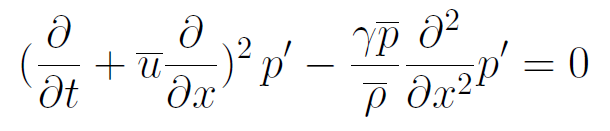 $(\frac{\partial}{\partial t} + \overline{u}\frac{\partial}{\partial x})^2 p' - \frac{\gamma \overline{p}}{\overline{\rho}} \frac{\partial^2}{\partial x^2} p' = 0$